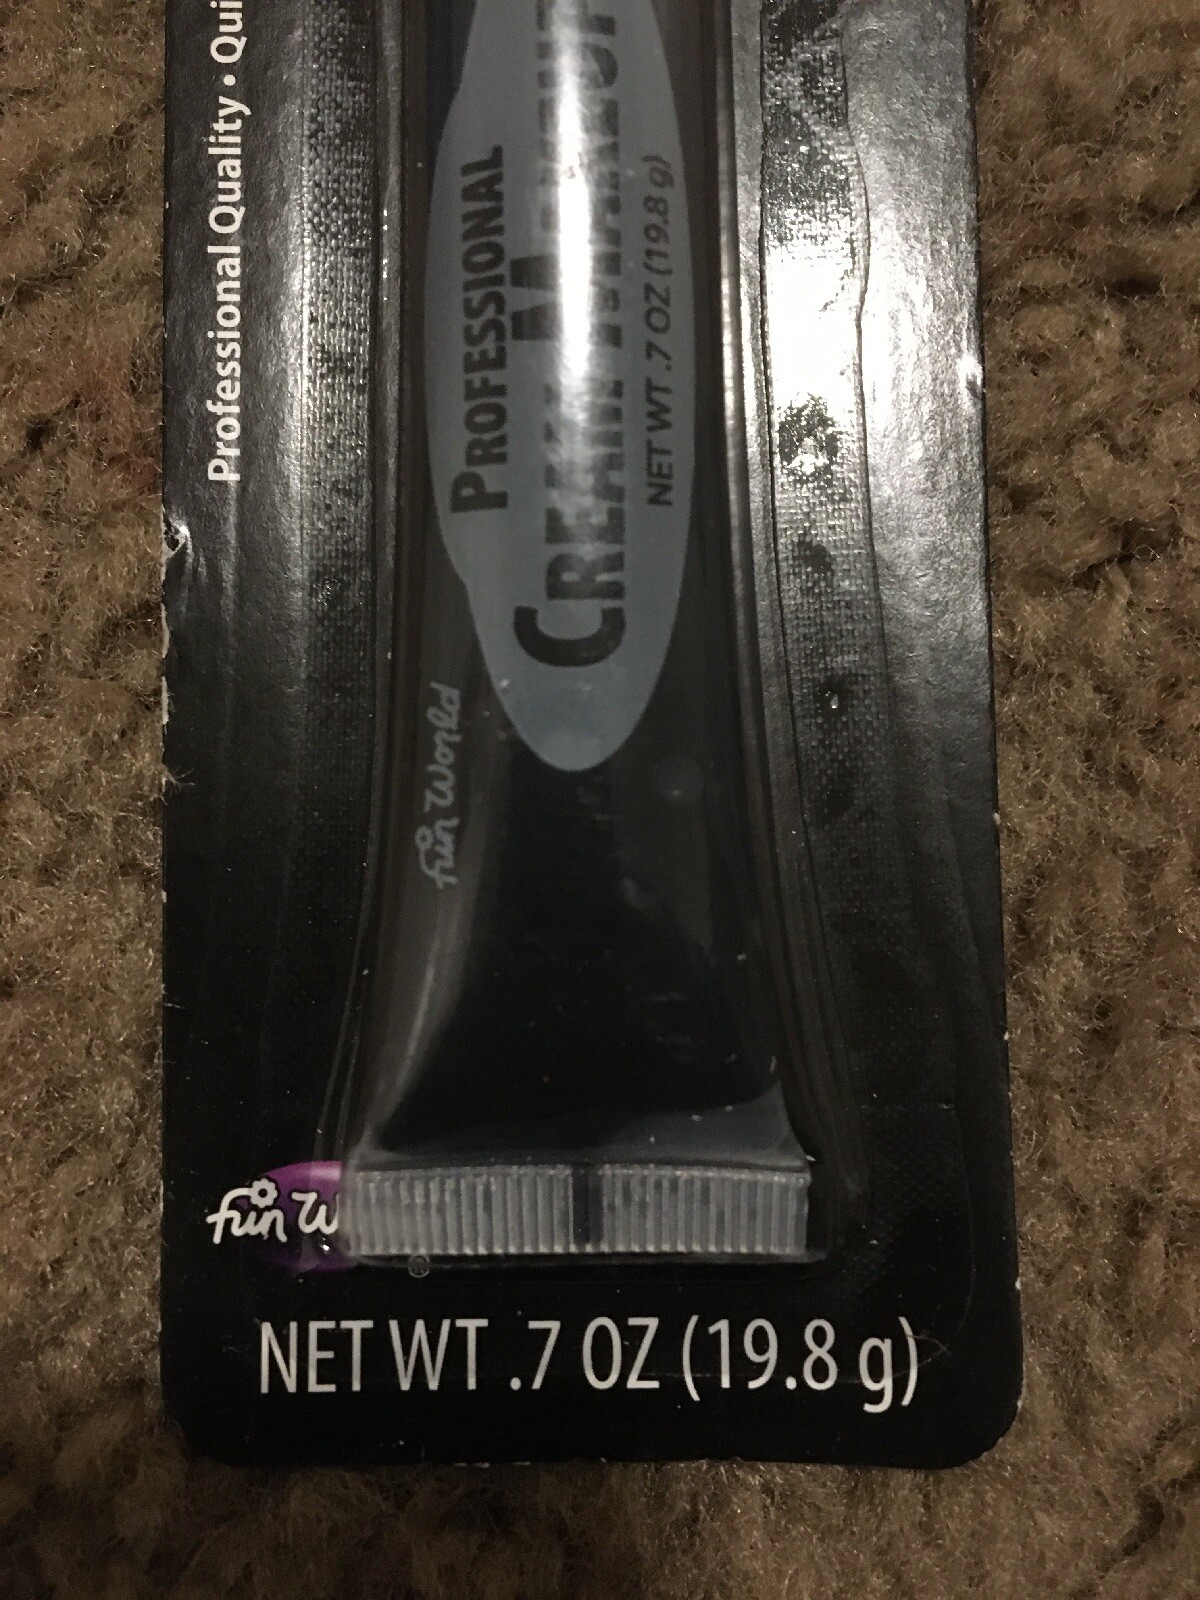 Professional Quality • Qui
PROFESSIONAL
CREAM MAKEUP
NET WT .7 OZ (19.8 g)
fun World
fun W
NET WT .7 OZ (19.8 g)